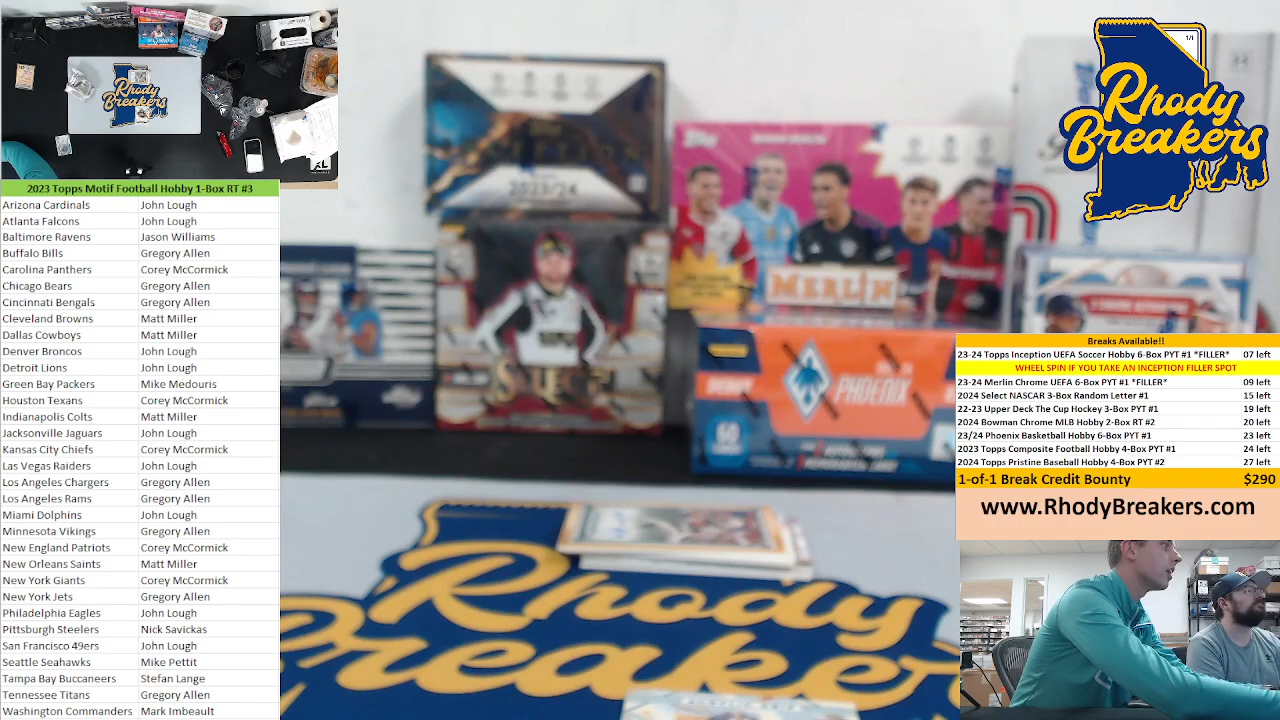 Rhody
Breakers
2023 Topps Motif Football Hobby 1-Box RT #3
Arizona Cardinals John Lough
Atlanta Falcons John Lough
Baltimore Ravens Jason Williams
Buffalo Bills Gregory Allen
Carolina Panthers Corey McCormick
Chicago Bears Gregory Allen
Cincinnati Bengals Gregory Allen
Cleveland Browns Matt Miller
Dallas Cowboys Matt Miller
Denver Broncos John Lough
Detroit Lions John Lough
Green Bay Packers Mike Medouris
Houston Texans Corey McCormick
Indianapolis Colts Matt Miller
Jacksonville Jaguars John Lough
Kansas City Chiefs Corey McCormick
Las Vegas Raiders John Lough
Los Angeles Chargers Gregory Allen
Los Angeles Rams Gregory Allen
Miami Dolphins John Lough
Minnesota Vikings Gregory Allen
New England Patriots Corey McCormick
New Orleans Saints Matt Miller
New York Giants Corey McCormick
New York Jets Gregory Allen
Philadelphia Eagles John Lough
Pittsburgh Steelers Nick Savickas
San Francisco 49ers John Lough
Seattle Seahawks Mike Pettit
Tampa Bay Buccaneers Stefan Lange
Tennessee Titans Gregory Allen
Washington Commanders Mark Imbeault
2023/24
SELECT
Topps
MERLIN
PHOENIX
Rhody
Breakers
1/1
Rhody
Breakers
Breaks Available!!
23-24 Topps Inception UEFA Soccer Hobby 6-Box PYT #1 *FILLER* 07 left
WHEEL SPIN IF YOU TAKE AN INCEPTION FILLER SPOT
23-24 Merlin Chrome UEFA 6-Box PYT #1 *FILLER* 09 left
2024 Select NASCAR 3-Box Random Letter #1 15 left
22-23 Upper Deck The Cup Hockey 3-Box PYT #1 19 left
2024 Bowman Chrome MLB Hobby 2-Box RT #2 20 left
23/24 Phoenix Basketball Hobby 6-Box PYT #1 23 left
2023 Topps Composite Football Hobby 4-Box PYT #1 24 left
2024 Topps Pristine Baseball Hobby 4-Box PYT #2 27 left
1-of-1 Break Credit Bounty $290
www.RhodyBreakers.com